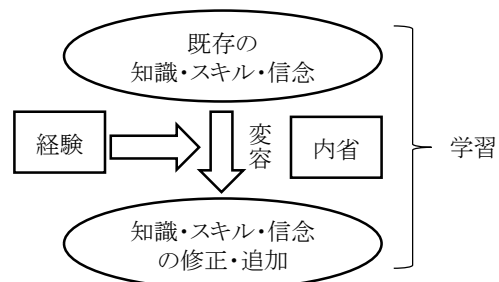 既存の
知識・スキル・信念
経験
変容
内省
学習
知識・スキル・信念
の修正・追加